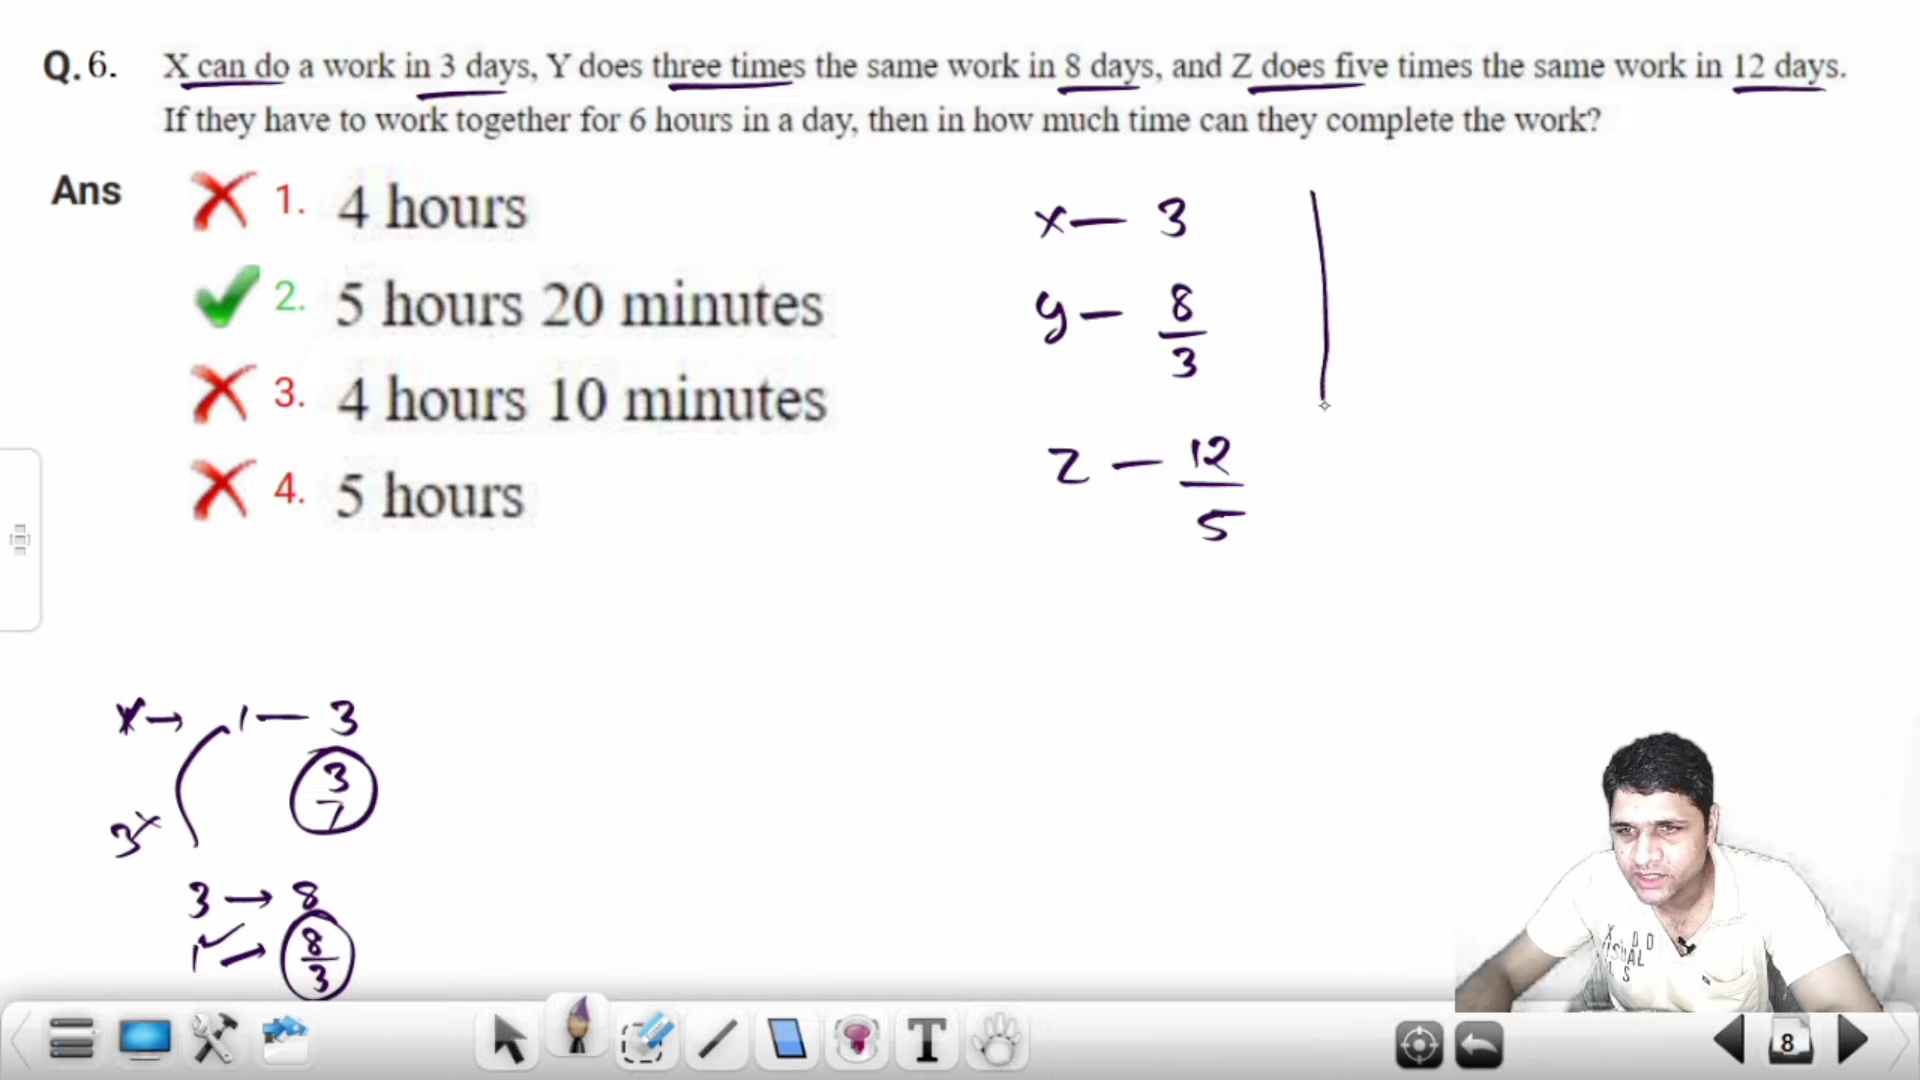 Q.6. X can do a work in 3 days, Y does three times the same work in 8 days, and Z does five times the same work in 12 days.
If they have to work together for 6 hours in a day, then in how much time can they complete the work?
Ans
1. 4 hours
2. 5 hours 20 minutes
3. 4 hours 10 minutes
4. 5 hours
x — 3
y — 8
3
z — 12
5
x → 1 — 3
3
1
3x
3 → 8
1 → 8
3
T
8